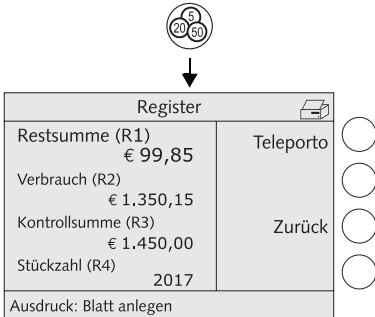 5
20 50
Register
Restsumme (R1)
€ 99,85
Teleporto
Verbrauch (R2)
€ 1.350,15
Kontrollsumme (R3)
€ 1.450,00
Zurück
Stückzahl (R4)
2017
Ausdruck: Blatt anlegen